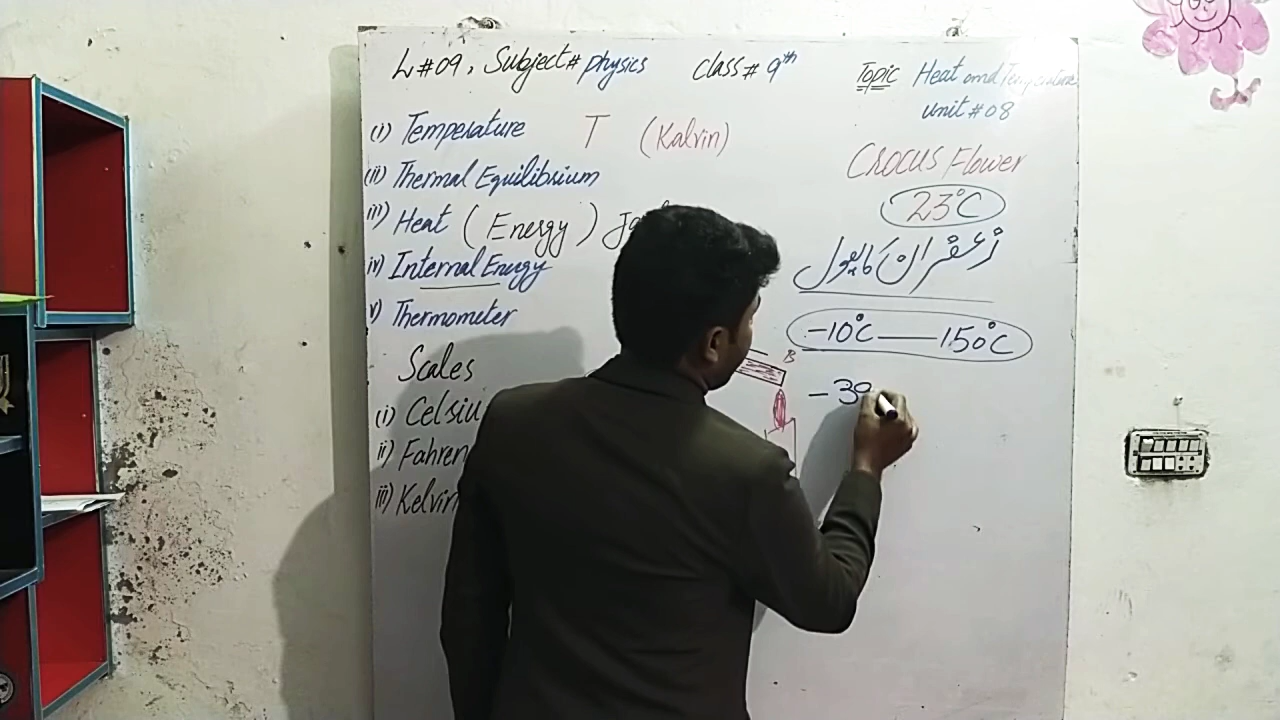 L#09, Subject# physics class# 9th Topic Heat and Temperature
unit#08
(i) Temperature T (Kalvin)
(ii) Thermal Equilibrium
iii) Heat (Energy)
iv) Internal Energy
v) Thermometer
Scales
(i) Celsiu
ii) Fahren
iii) Kelvin
B
Crocus Flower
23°C
زعفران کا پھول
-10°C — 150°C
-39